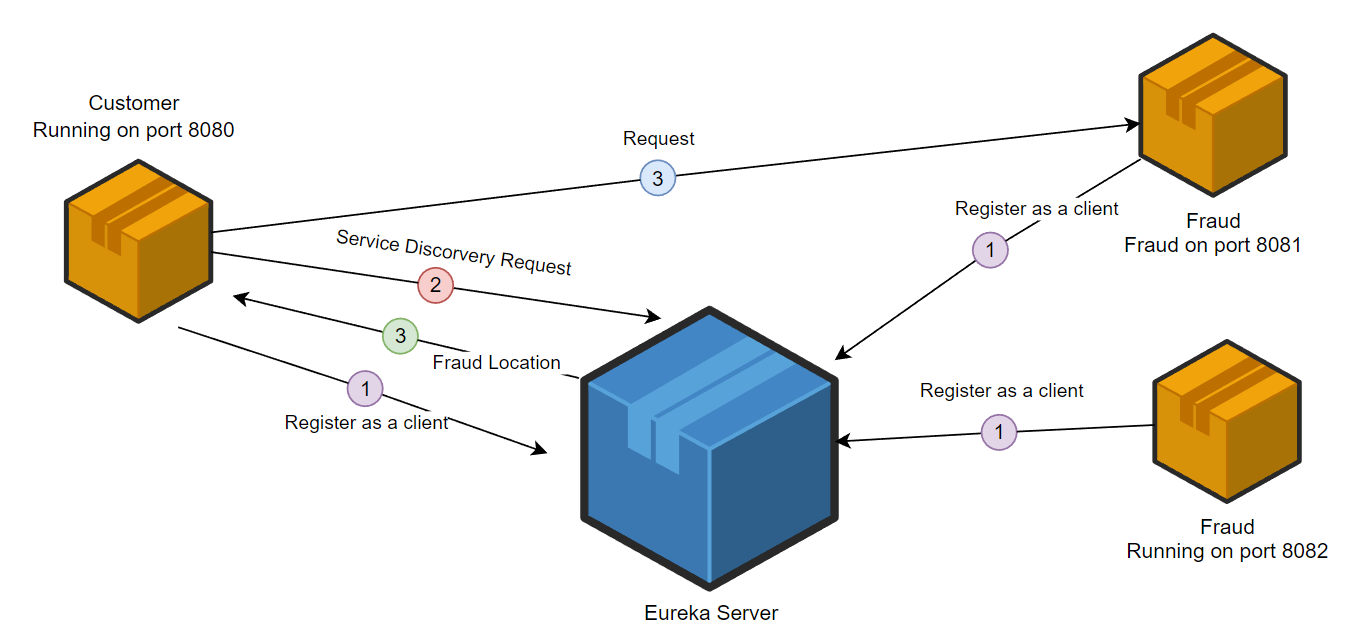 Customer
Running on port 8080
Request
3
Service Discorvery Request
2
3
Fraud Location
1
Register as a client
Register as a client
1
Fraud
Fraud on port 8081
Register as a client
1
Fraud
Running on port 8082
Eureka Server